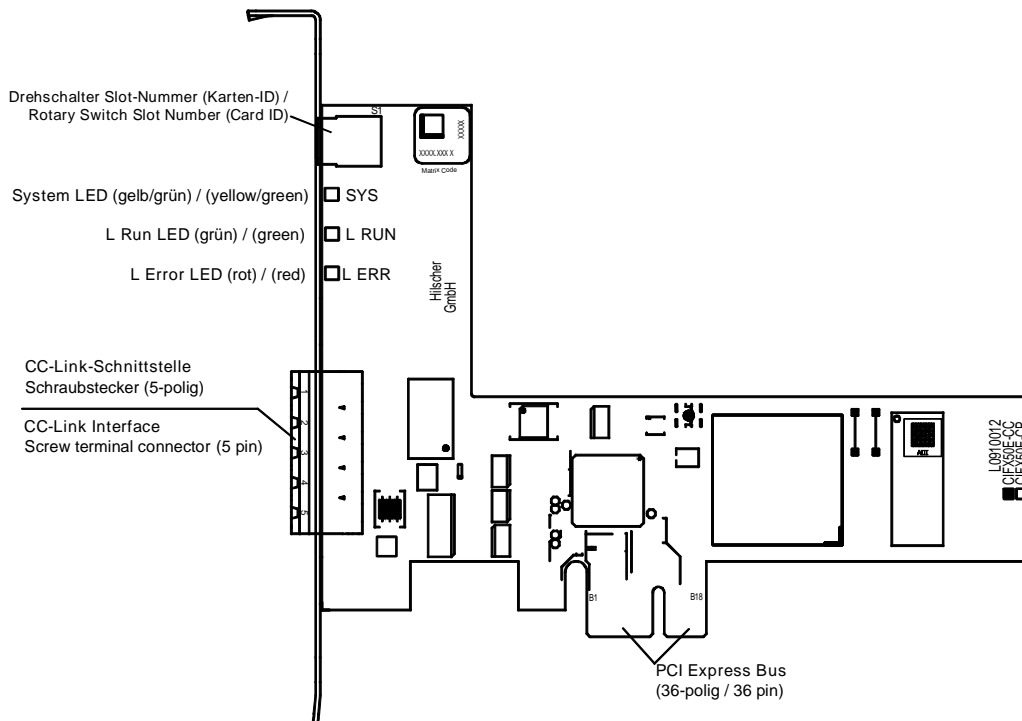 Drehschalter Slot-Nummer (Karten-ID) /
Rotary Switch Slot Number (Card ID)
S1
XXXXX
XXXX.XXX X
Matrix Code
System LED (gelb/grün) / (yellow/green)
SYS
L Run LED (grün) / (green)
L RUN
L Error LED (rot) / (red)
L ERR
Hilscher
GmbH
CC-Link-Schnittstelle
Schraubstecker (5-polig)
CC-Link Interface
Screw terminal connector (5 pin)
1
2
3
4
5
L0910012
CIFX50E-CC
B1
B18
PCI Express Bus
(36-polig / 36 pin)